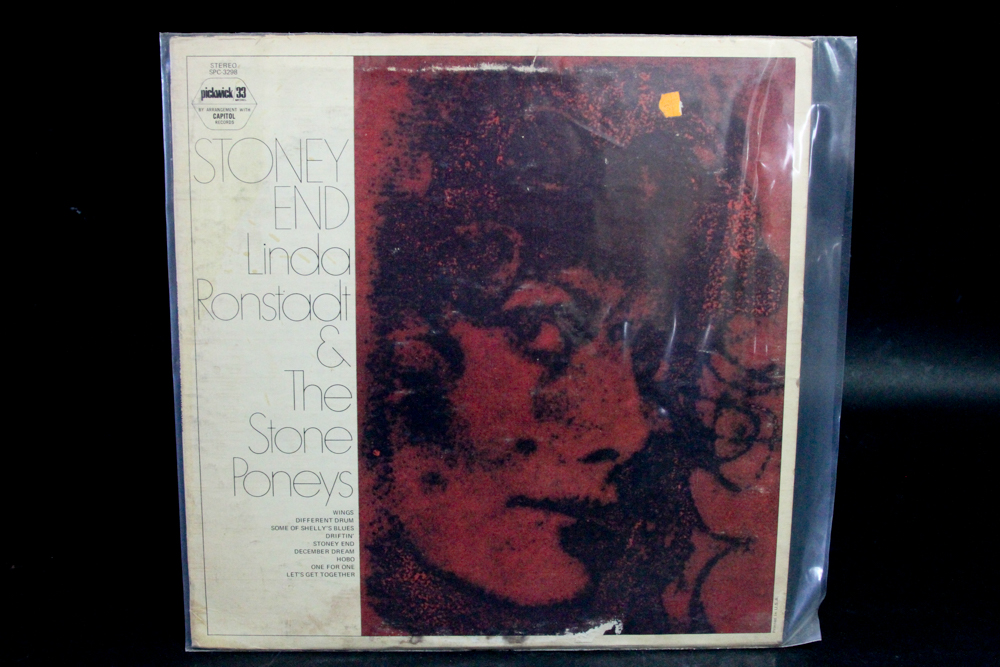 STEREO
SPC-3298
pickwick 33
BY ARRANGEMENT WITH
CAPITOL
RECORDS
STONEY
END
Linda
Ronstadt
&
The
Stone
Poneys
WINGS
DIFFERENT DRUM
SOME OF SHELLY'S BLUES
DRIFTIN'
STONEY END
DECEMBER DREAM
HOBO
ONE FOR ONE
LET'S GET TOGETHER